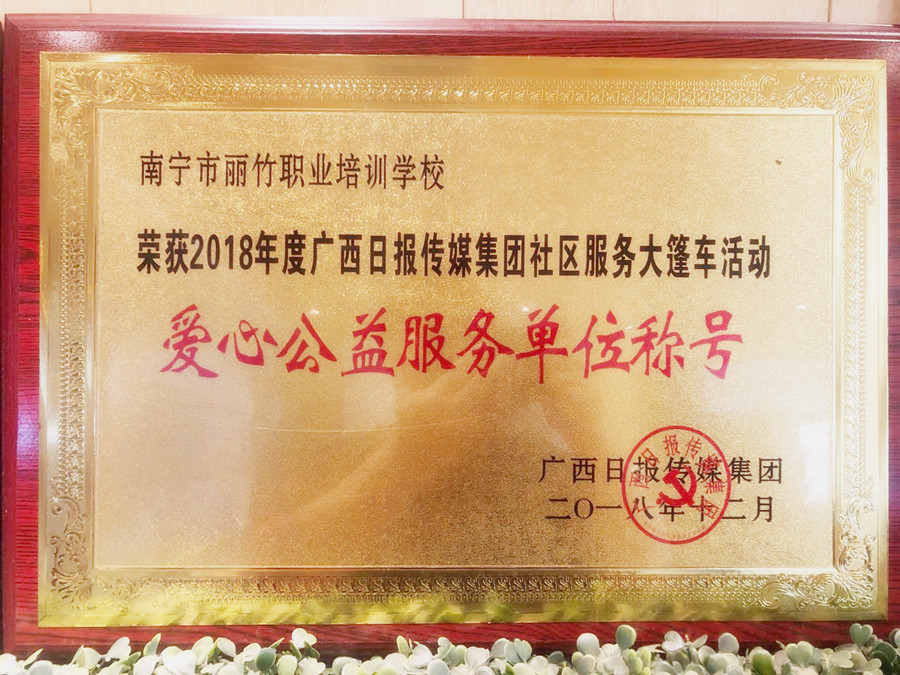 南宁市丽竹职业培训学校
荣获2018年度广西日报传媒集团社区服务大篷车活动
爱心公益服务单位称号
广西日报传媒集团
二〇一八年十二月